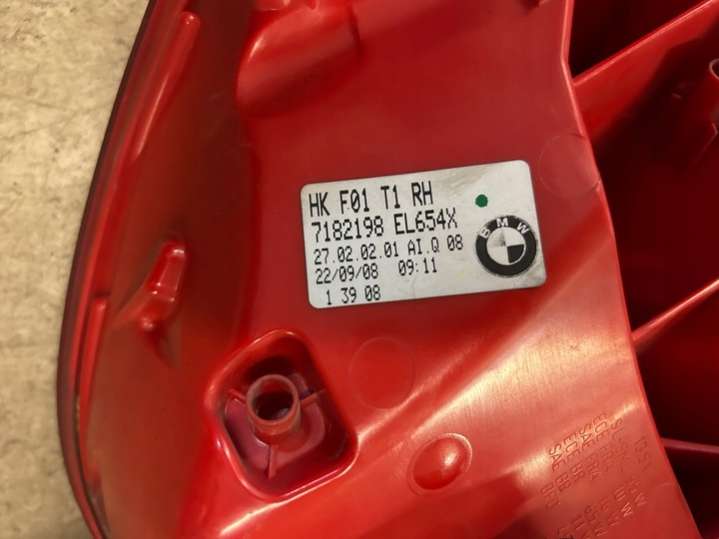 HK F01 T1 RH
7182198 EL654X
27.02.02.01 AI.Q 08
22/09/08 09:11
1 39 08
BMW